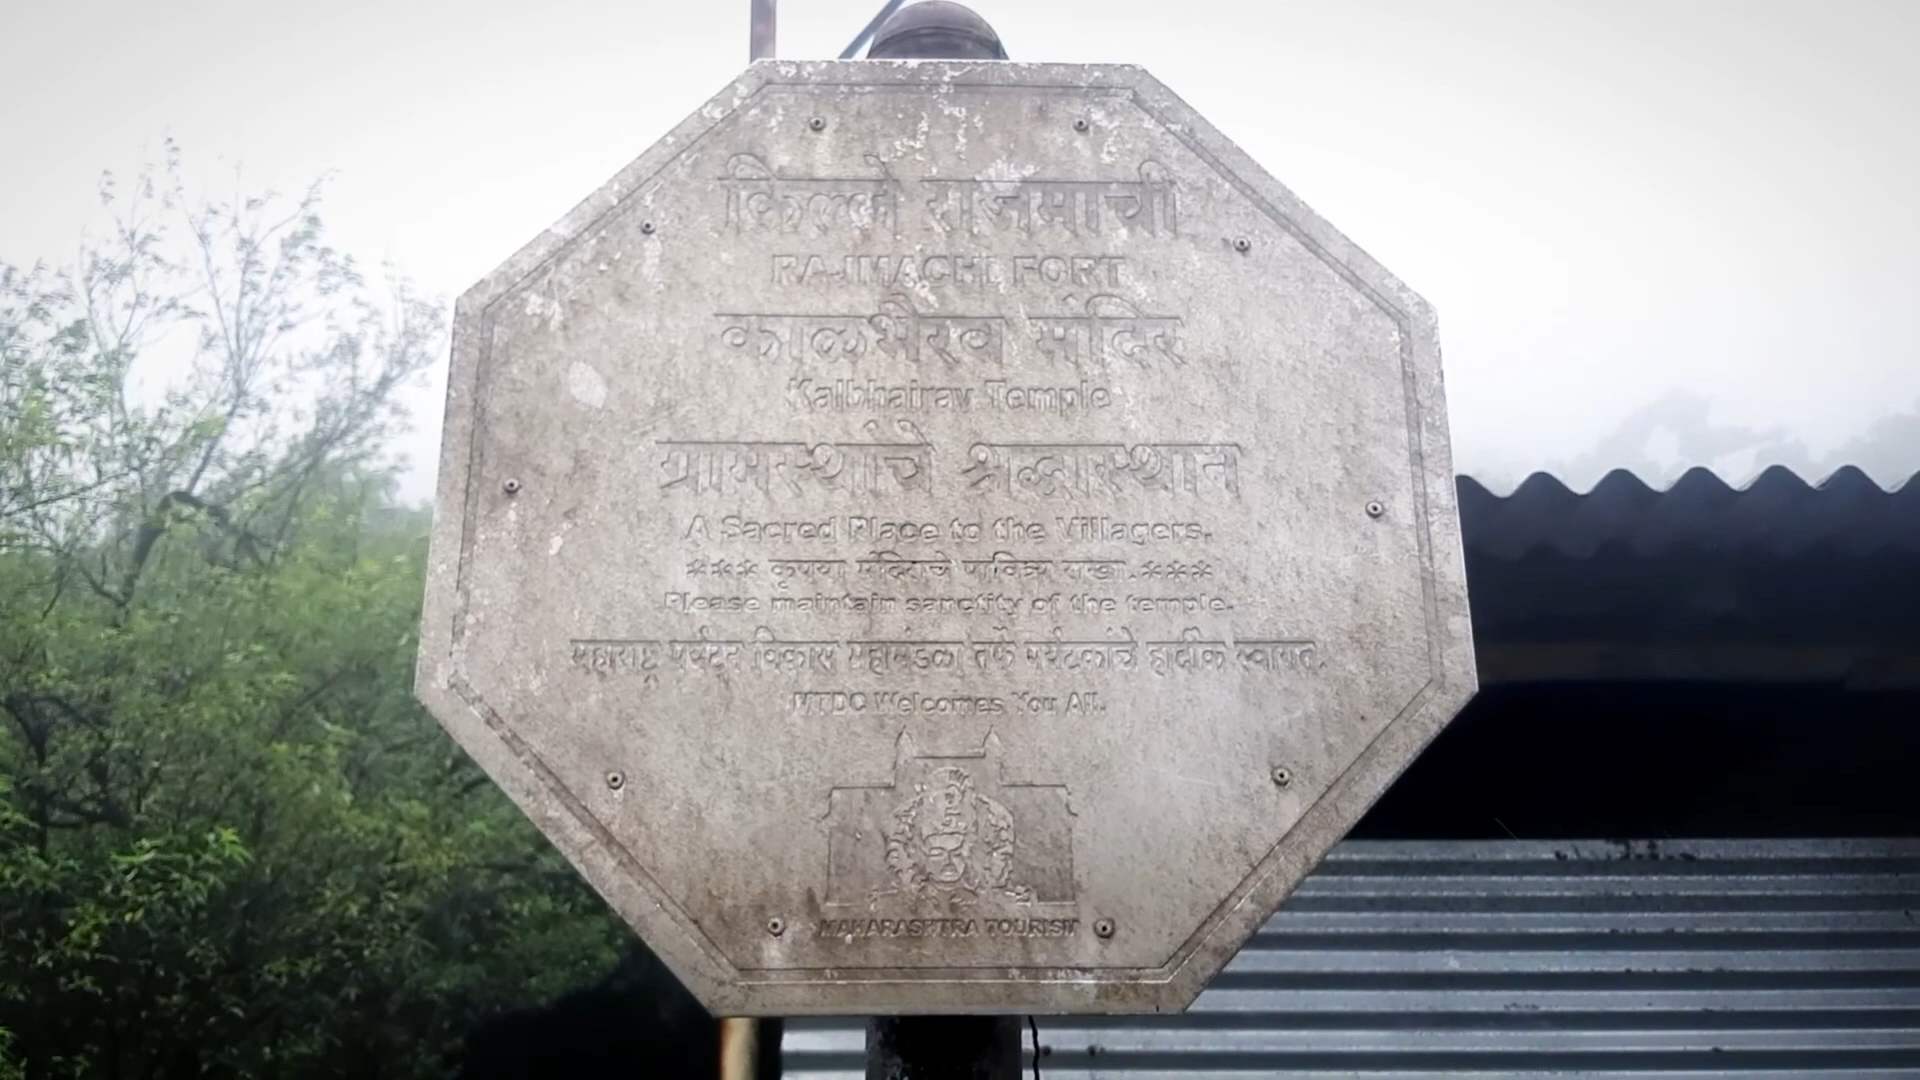 किल्ले राजमाची
RAJMACHI FORT
काळभैरव मंदिर
Kalbhairav Temple
ग्रामस्थांचे श्रद्धास्थान
A Sacred Place to the Villagers.
*** कृपया मंदिराचे पावित्र्य राखा.***
Please maintain sanctity of the temple.
महाराष्ट्र पर्यटन विकास महामंडळा तर्फे पर्यटकांचे हार्दीक स्वागत.
MTDC Welcomes You All.
MAHARASHTRA TOURISM